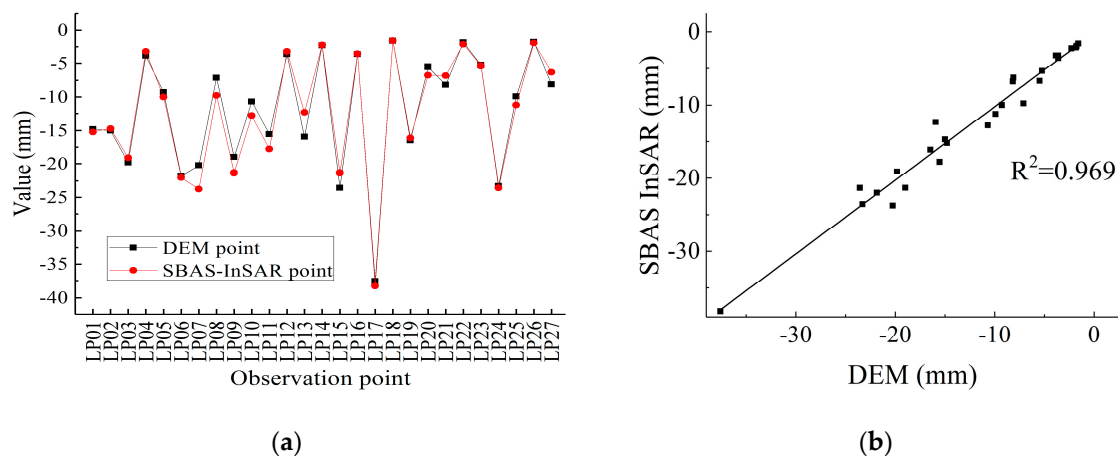 0
-5
-10
-15
-20
-25
-30
-35
-40
Value (mm)
DEM point
SBAS-InSAR point
LP01
LP02
LP03
LP04
LP05
LP06
LP07
LP08
LP09
LP10
LP11
LP12
LP13
LP14
LP15
LP16
LP17
LP18
LP19
LP20
LP21
LP22
LP23
LP24
LP25
LP26
LP27
Observation point
(a)
0
-10
-20
-30
SBAS InSAR (mm)
R²=0.969
-30
-20
-10
0
DEM (mm)
(b)